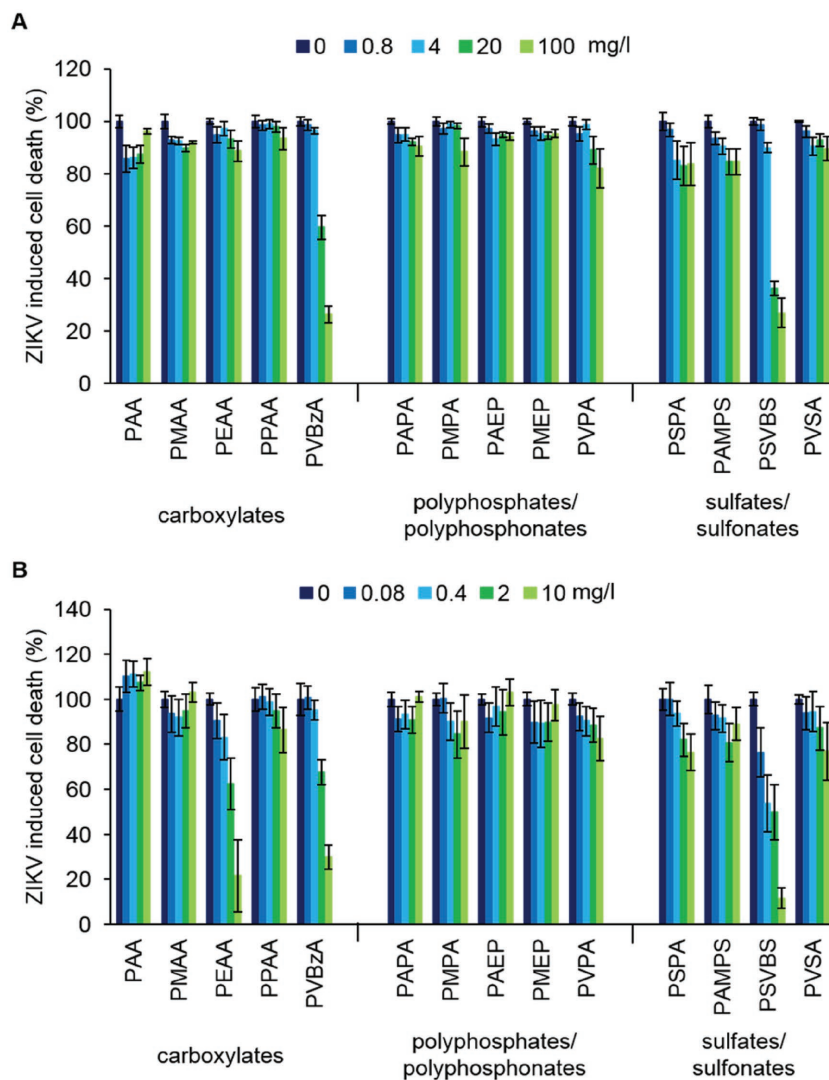 A
0 0.8 4 20 100 mg/l
ZIKV induced cell death (%)
120
100
80
60
40
20
0
PAA PMAA PEAA PPAA PVBzA PAPA PMPA PAEP PMEP PVPA PSPA PAMPS PSVBS PVSA
carboxylates polyphosphates/ polyphosphonates sulfates/ sulfonates
B
0 0.08 0.4 2 10 mg/l
ZIKV induced cell death (%)
140
120
100
80
60
40
20
0
PAA PMAA PEAA PPAA PVBzA PAPA PMPA PAEP PMEP PVPA PSPA PAMPS PSVBS PVSA
carboxylates polyphosphates/ polyphosphonates sulfates/ sulfonates